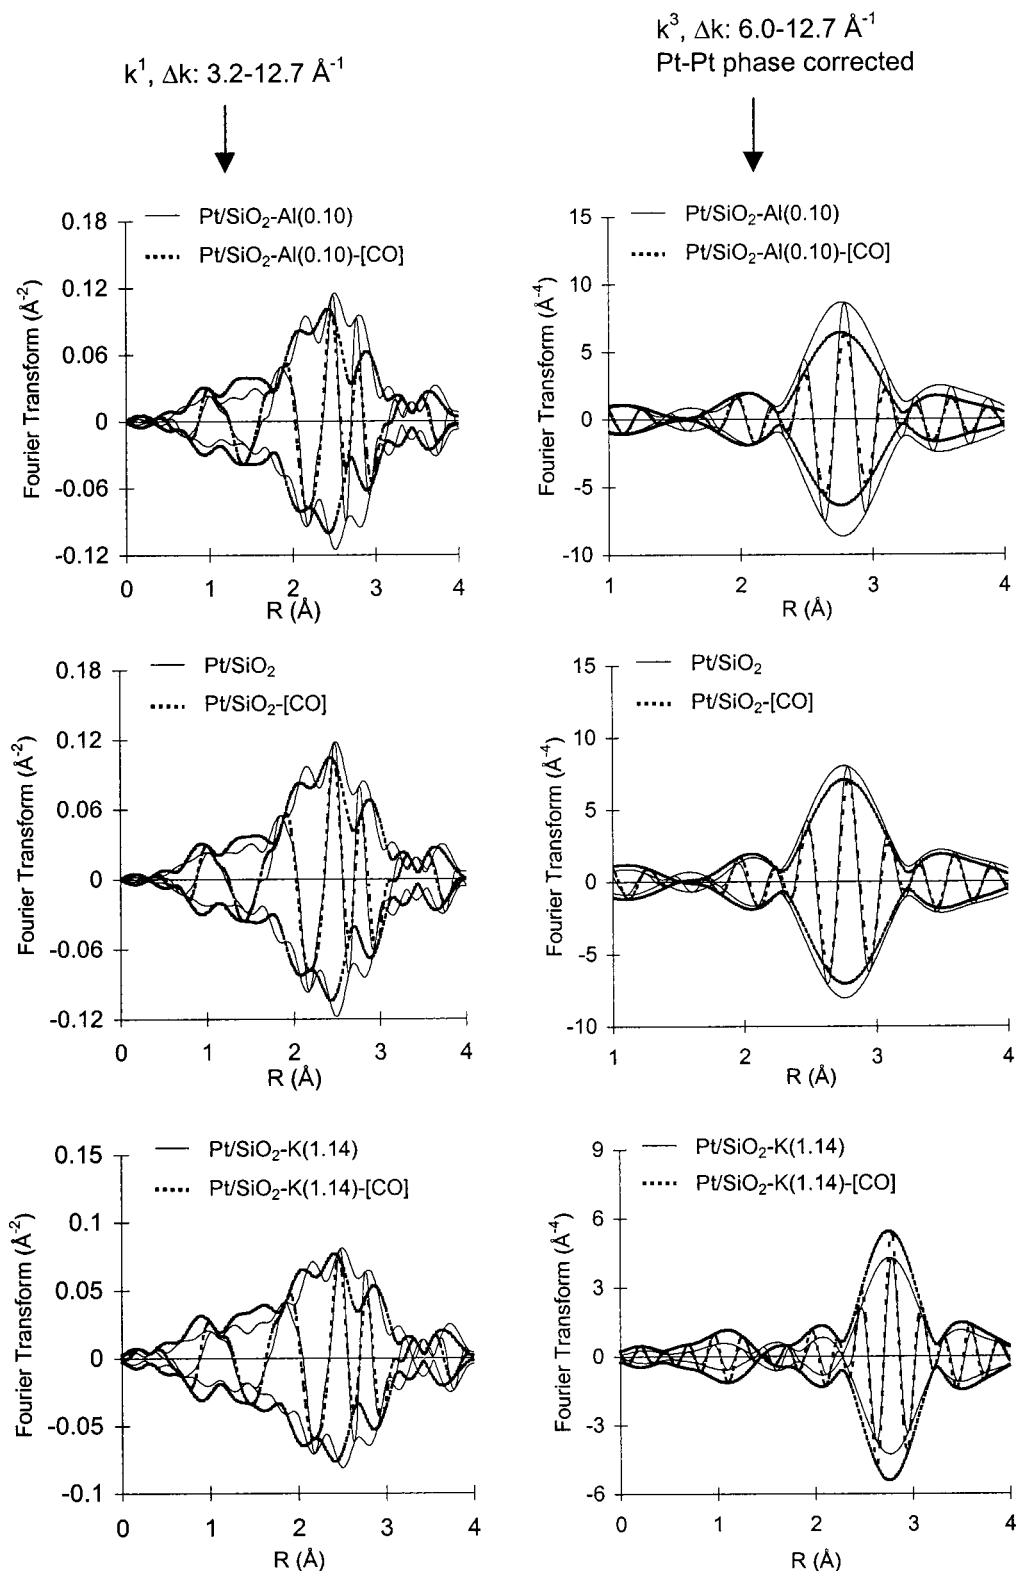 k³, Δk: 6.0-12.7 Å⁻¹
Pt-Pt phase corrected
k¹, Δk: 3.2-12.7 Å⁻¹
Pt/SiO₂-Al(0.10)
Pt/SiO₂-Al(0.10)-[CO]
Fourier Transform (Å⁻²)
0.18
0.12
0.06
0
-0.06
-0.12
0 1 2 3 4
R (Å)
Pt/SiO₂-Al(0.10)
Pt/SiO₂-Al(0.10)-[CO]
Fourier Transform (Å⁻⁴)
15
10
5
0
-5
-10
1 2 3 4
R (Å)
Pt/SiO₂
Pt/SiO₂-[CO]
Fourier Transform (Å⁻²)
0.18
0.12
0.06
0
-0.06
-0.12
0 1 2 3 4
R (Å)
Pt/SiO₂
Pt/SiO₂-[CO]
Fourier Transform (Å⁻⁴)
15
10
5
0
-5
-10
1 2 3 4
R (Å)
Pt/SiO₂-K(1.14)
Pt/SiO₂-K(1.14)-[CO]
Fourier Transform (Å⁻²)
0.15
0.1
0.05
0
-0.05
-0.1
0 1 2 3 4
R (Å)
Pt/SiO₂-K(1.14)
Pt/SiO₂-K(1.14)-[CO]
Fourier Transform (Å⁻⁴)
9
6
3
0
-3
-6
0 1 2 3 4
R (Å)